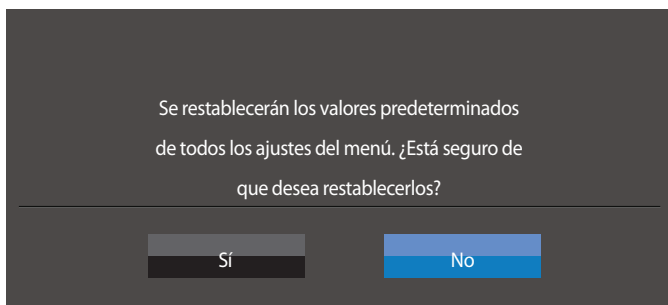 Se restablecerán los valores predeterminados
de todos los ajustes del menú. ¿Está seguro de
que desea restablecerlos?
Sí
No